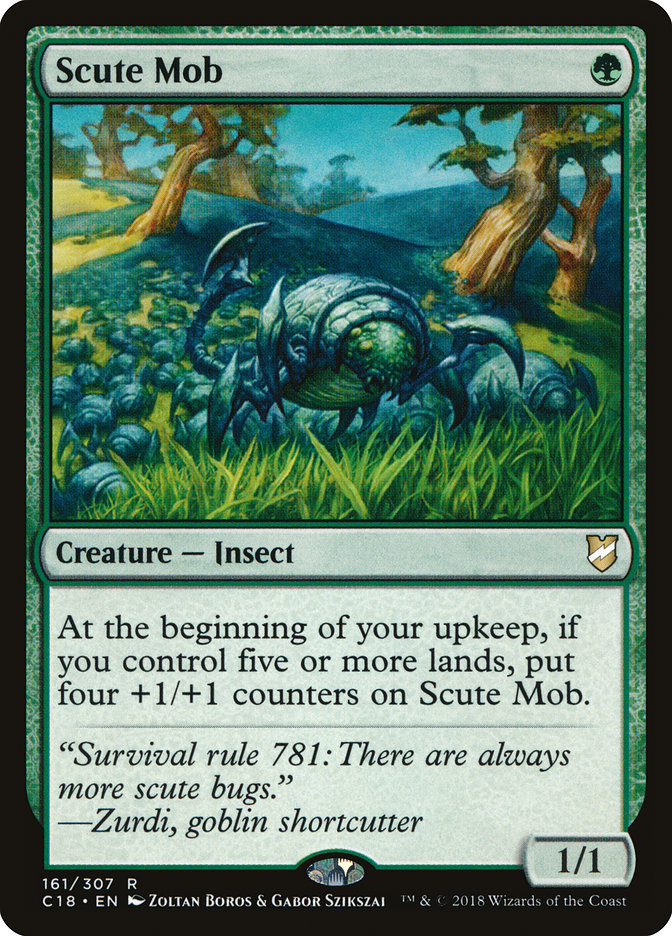 Scute Mob
Creature — Insect
At the beginning of your upkeep, if
you control five or more lands, put
four +1/+1 counters on Scute Mob.
“Survival rule 781: There are always
more scute bugs.”
—Zurdi, goblin shortcutter
1/1
161/307 R
C18 • EN Zoltan Boros & Gabor Szikszai ™ & © 2018 Wizards of the Coast